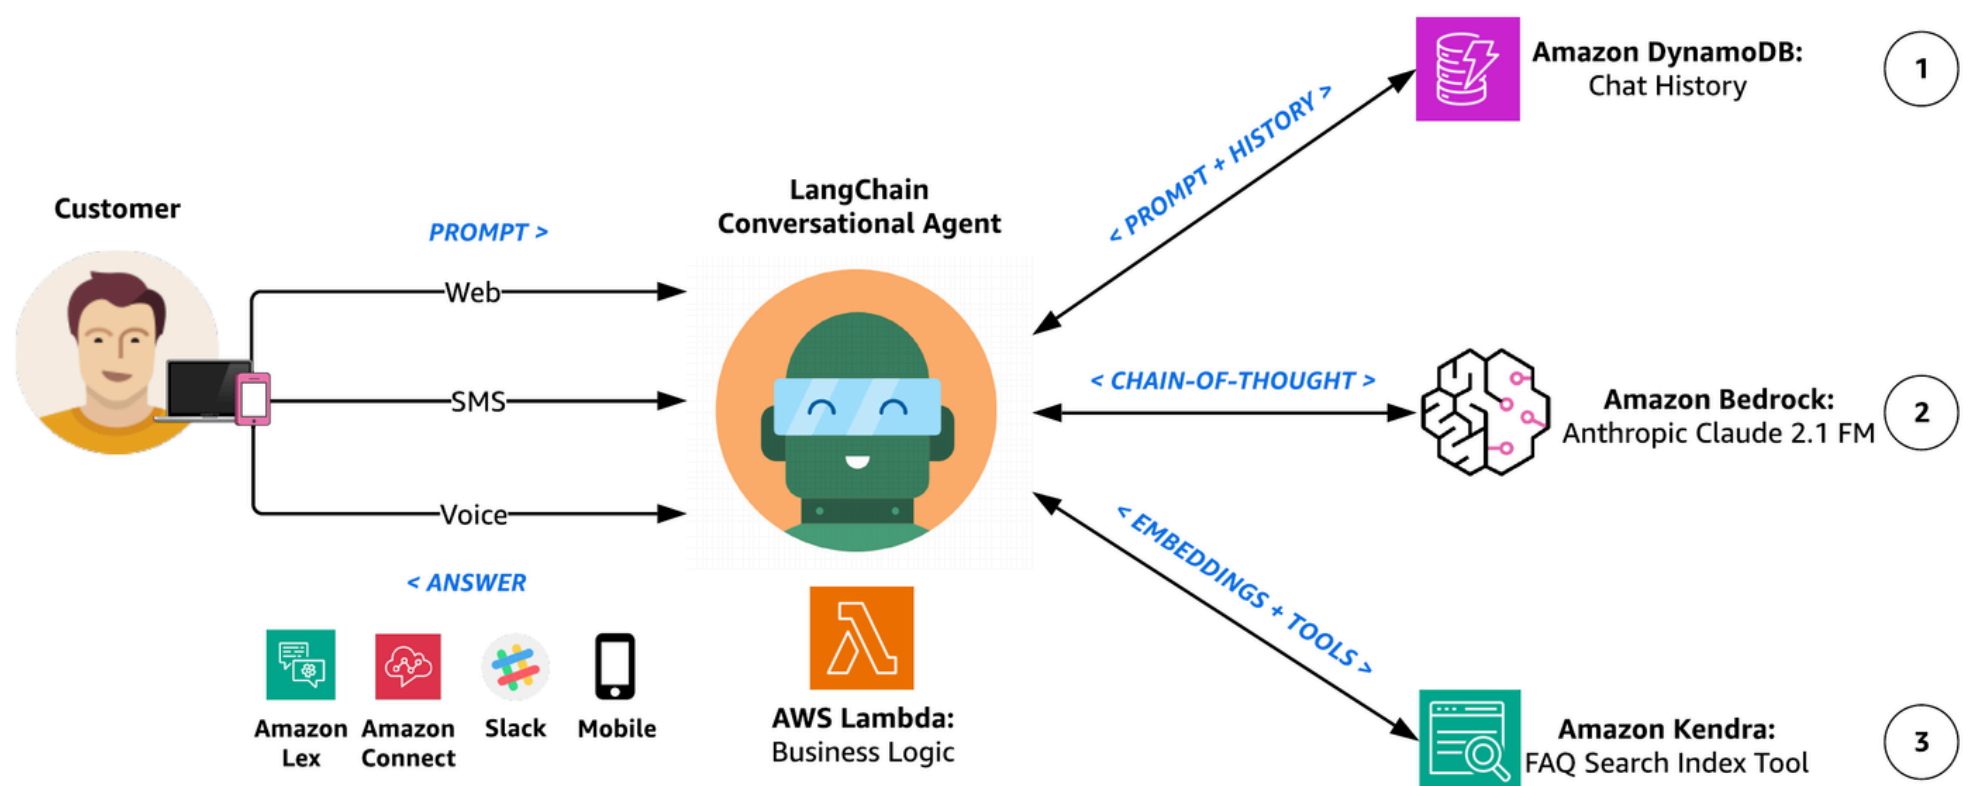 Customer
PROMPT >
Web
SMS
Voice
< ANSWER
Amazon
Lex
Amazon
Connect
Slack
Mobile
LangChain
Conversational Agent
AWS Lambda:
Business Logic
< PROMPT + HISTORY >
< CHAIN-OF-THOUGHT >
< EMBEDDINGS + TOOLS >
Amazon DynamoDB:
Chat History
1
Amazon Bedrock:
Anthropic Claude 2.1 FM
2
Amazon Kendra:
FAQ Search Index Tool
3